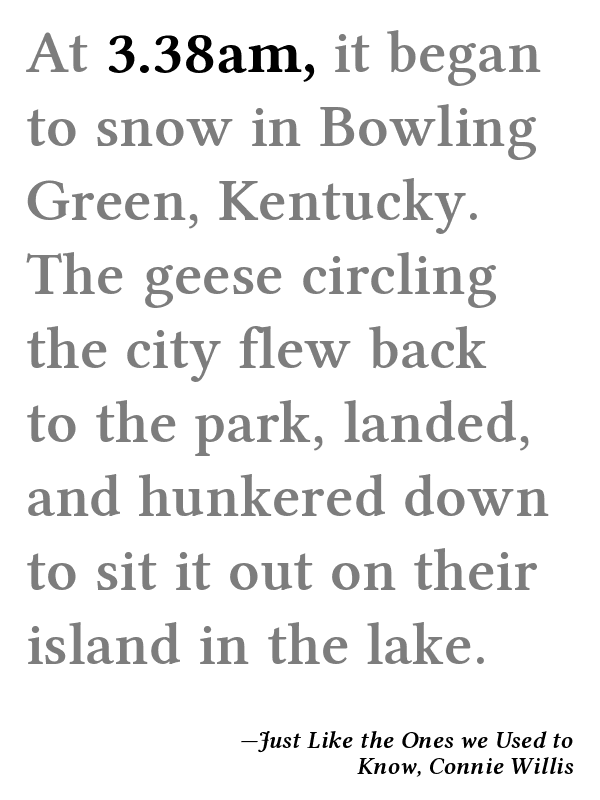 At 3.38am, it began
to snow in Bowling
Green, Kentucky.
The geese circling
the city flew back
to the park, landed,
and hunkered down
to sit it out on their
island in the lake.
—Just Like the Ones we Used to
Know, Connie Willis